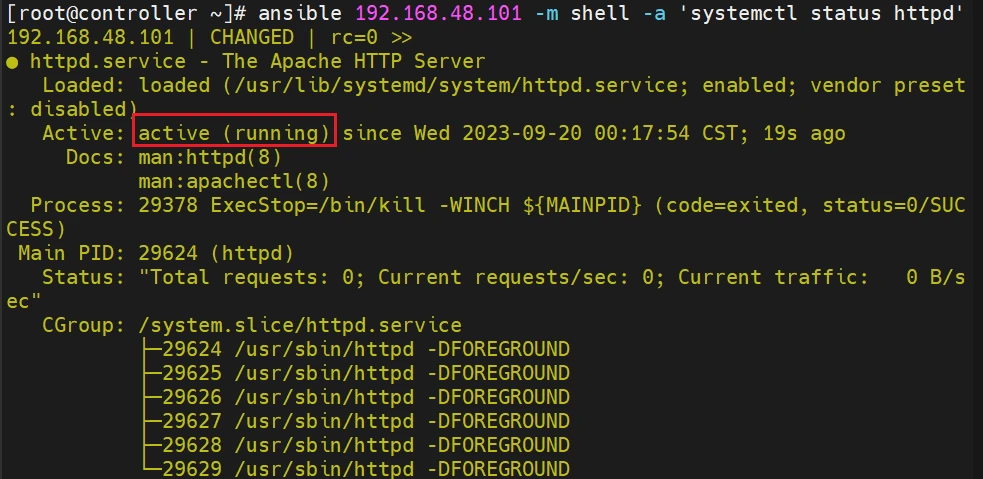 [root@controller ~]# ansible 192.168.48.101 -m shell -a 'systemctl status httpd'
192.168.48.101 | CHANGED | rc=0 >>
● httpd.service - The Apache HTTP Server
   Loaded: loaded (/usr/lib/systemd/system/httpd.service; enabled; vendor preset
: disabled)
   Active: active (running) since Wed 2023-09-20 00:17:54 CST; 19s ago
     Docs: man:httpd(8)
           man:apachectl(8)
  Process: 29378 ExecStop=/bin/kill -WINCH ${MAINPID} (code=exited, status=0/SUC
CESS)
 Main PID: 29624 (httpd)
   Status: "Total requests: 0; Current requests/sec: 0; Current traffic:   0 B/s
ec"
   CGroup: /system.slice/httpd.service
           ├─29624 /usr/sbin/httpd -DFOREGROUND
           ├─29625 /usr/sbin/httpd -DFOREGROUND
           ├─29626 /usr/sbin/httpd -DFOREGROUND
           ├─29627 /usr/sbin/httpd -DFOREGROUND
           ├─29628 /usr/sbin/httpd -DFOREGROUND
           └─29629 /usr/sbin/httpd -DFOREGROUND